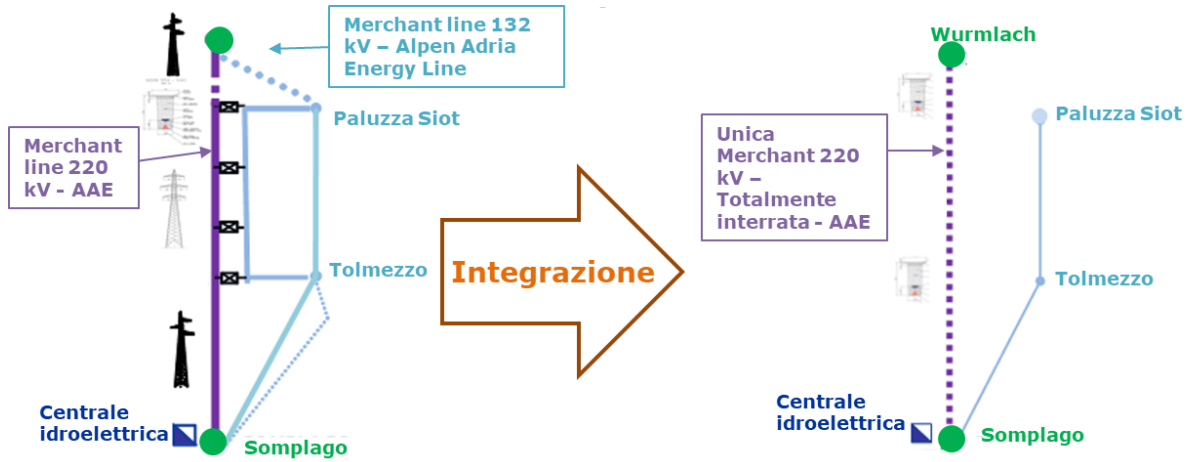 Merchant line 132
kV – Alpen Adria
Energy Line
Paluzza Siot
Merchant
line 220
kV - AAE
Tolmezzo
Centrale
idroelettrica
Somplago
Integrazione
Wurmlach
Paluzza Siot
Unica
Merchant 220
kV –
Totalmente
interrata - AAE
Tolmezzo
Centrale
idroelettrica
Somplago